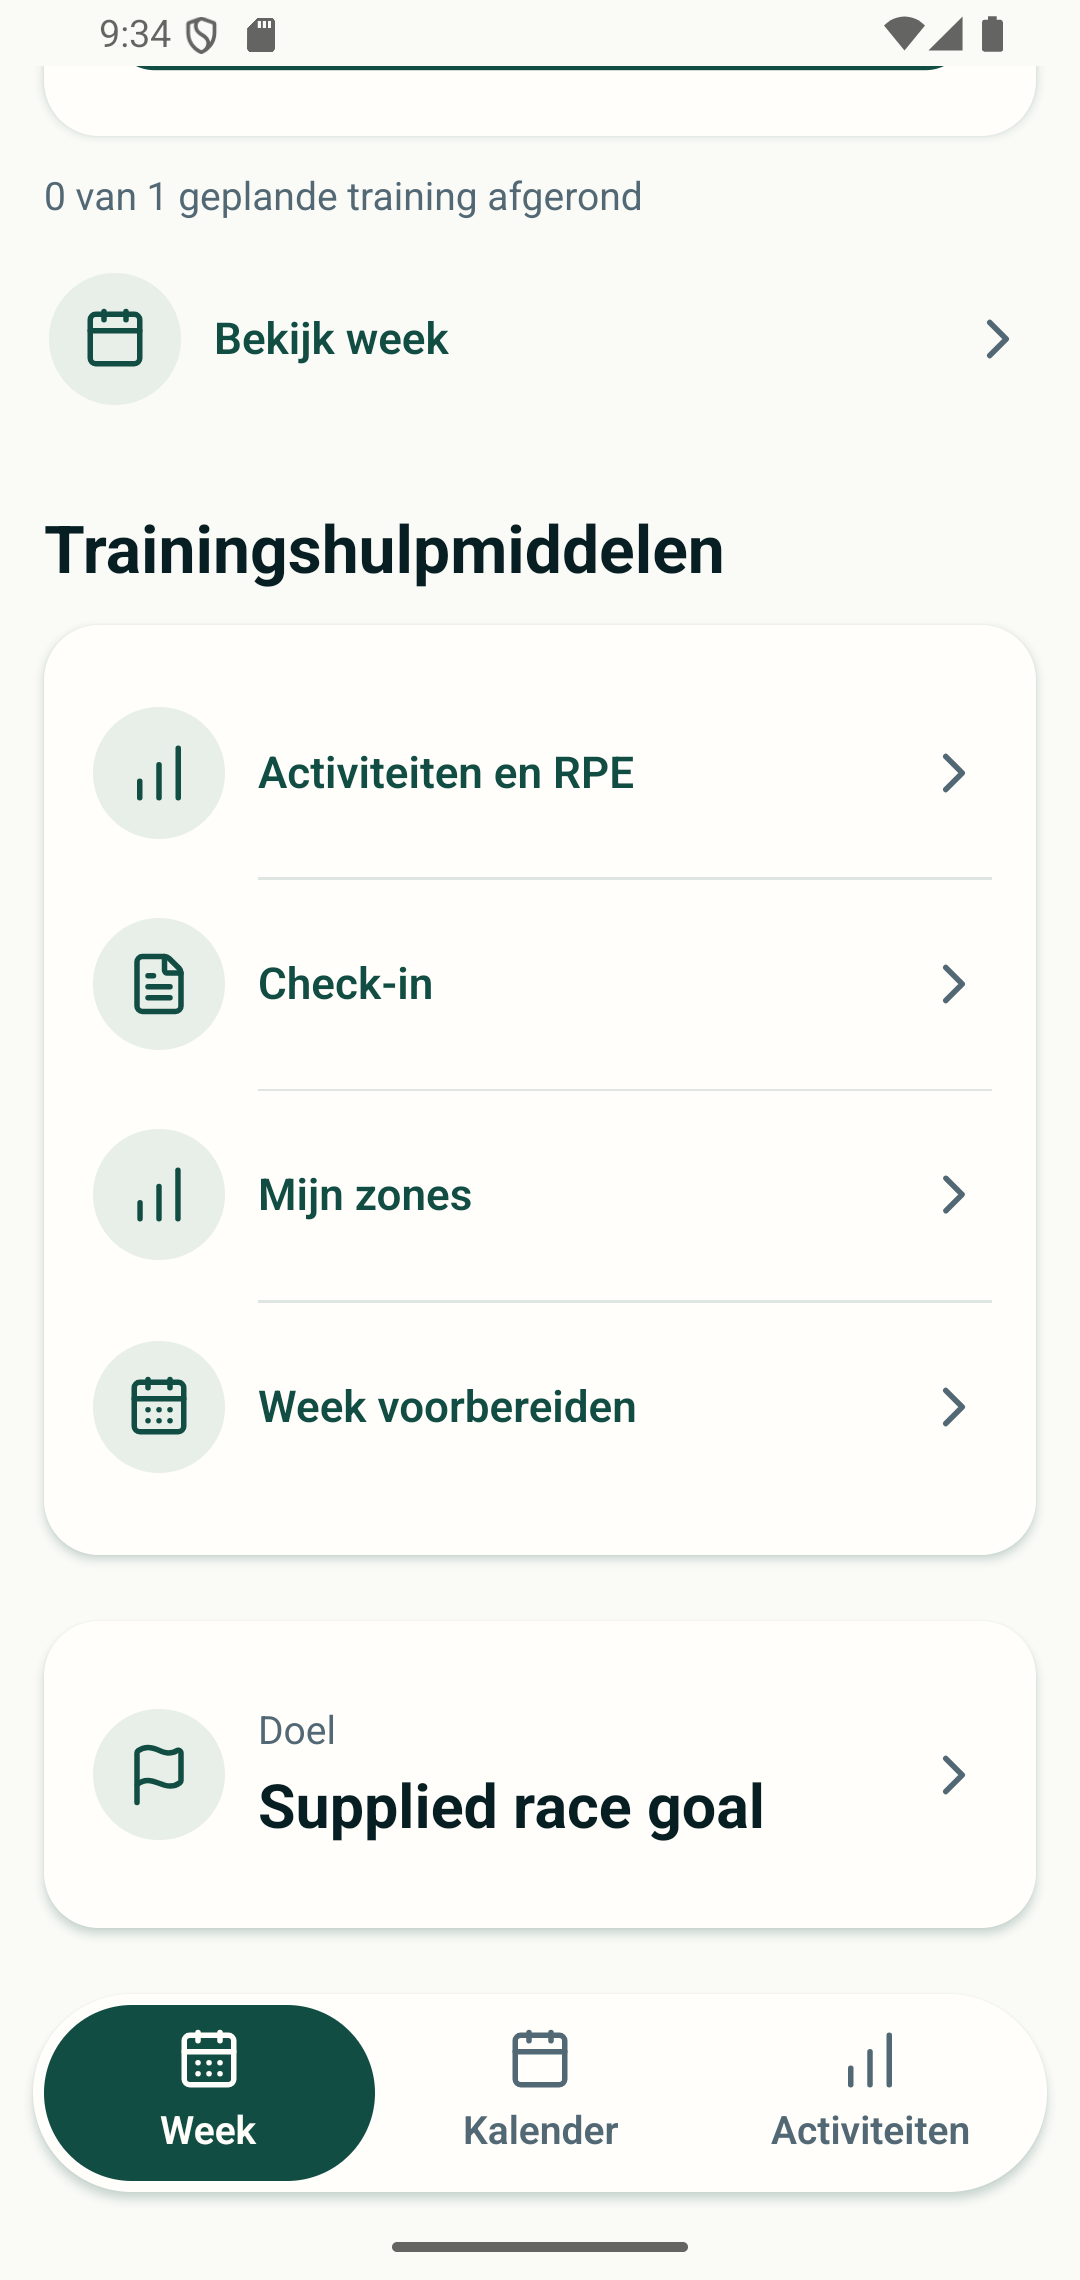 9:34
0 van 1 geplande training afgerond
Bekijk week
Trainingshulpmiddelen
Activiteiten en RPE
Check-in
Mijn zones
Week voorbereiden
Doel
Supplied race goal
Week
Kalender
Activiteiten